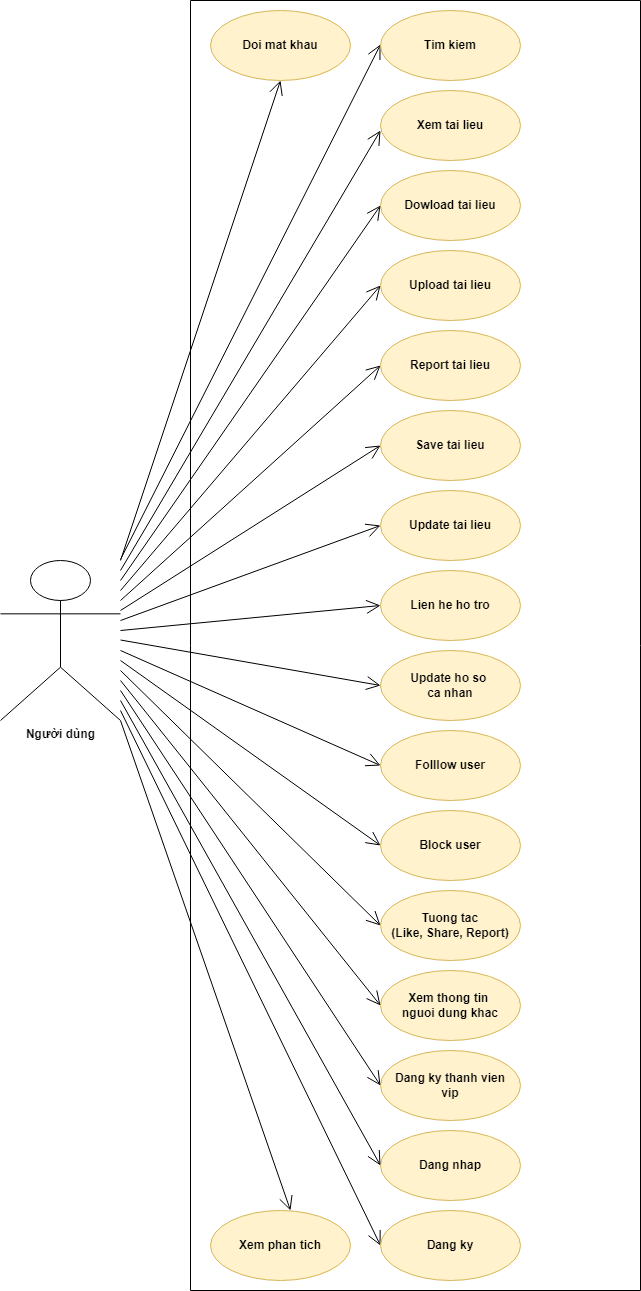 Doi mat khau
Tim kiem
Xem tai lieu
Dowload tai lieu
Upload tai lieu
Report tai lieu
Save tai lieu
Update tai lieu
Lien he ho tro
Update ho so
ca nhan
Người dùng
Folllow user
Block user
Tuong tac
(Like, Share, Report)
Xem thong tin
nguoi dung khac
Dang ky thanh vien
vip
Dang nhap
Xem phan tich
Dang ky